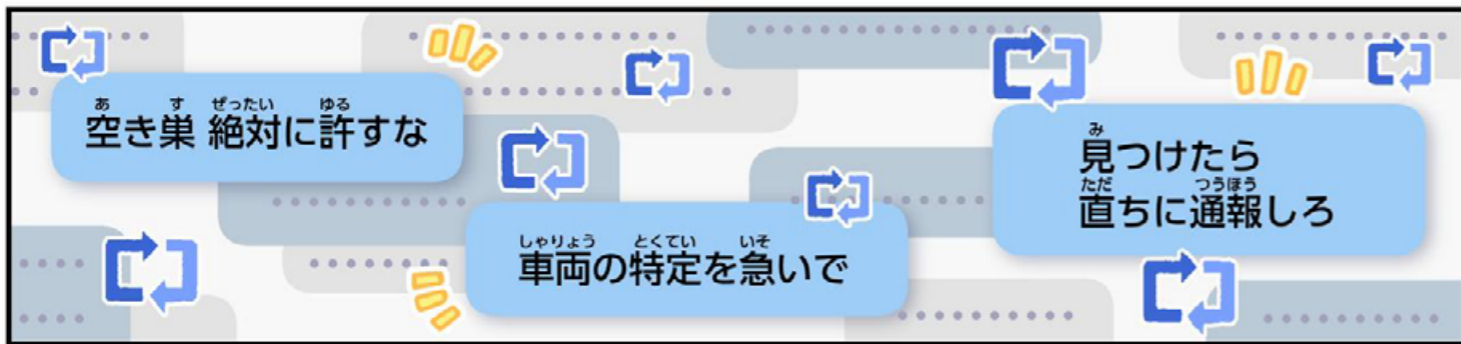 空き巣 絶対に許すな
車両の特定を急いで
見つけたら
直ちに通報しろ